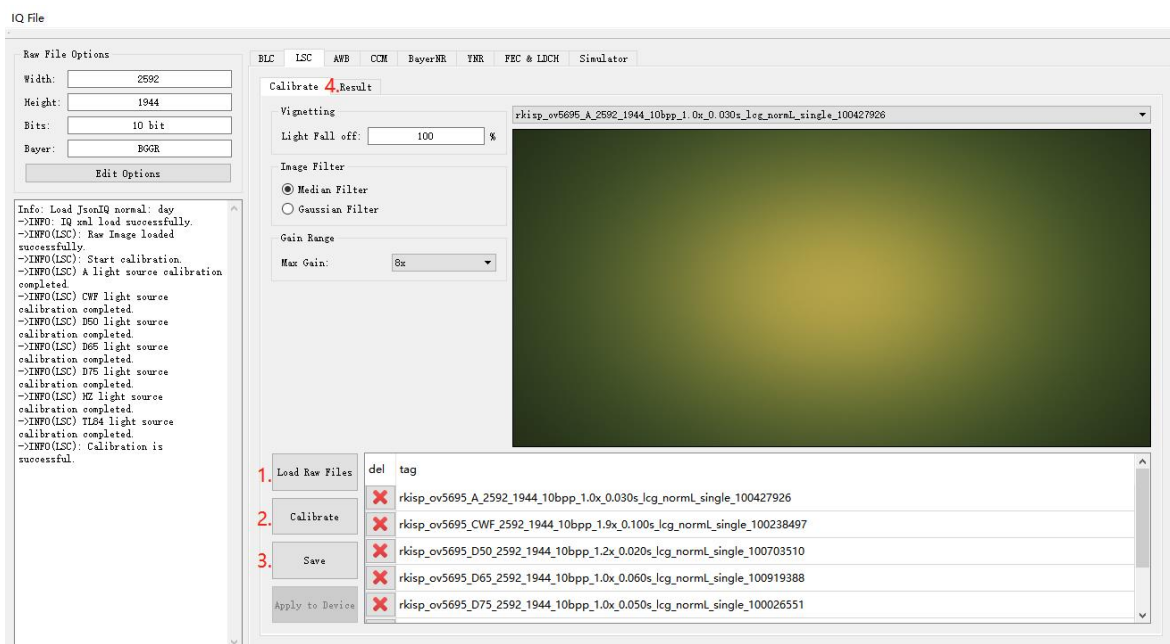 IQ File
Raw File Options
Width: 2592
Height: 1944
Bits: 10 bit
Bayer: BGGR
Edit Options
Info: Load JsonIQ normal: day
->INFO: IQ xml load successfully.
->INFO(LSC): Raw Image loaded
successfully.
->INFO(LSC): Start calibration.
->INFO(LSC) A light source calibration
completed.
->INFO(LSC) CWF light source
calibration completed.
->INFO(LSC) D50 light source
calibration completed.
->INFO(LSC) D65 light source
calibration completed.
->INFO(LSC) D75 light source
calibration completed.
->INFO(LSC) HZ light source
calibration completed.
->INFO(LSC) TL84 light source
calibration completed.
->INFO(LSC): Calibration is
successful.
BLC LSC AWB CCM BayerNR YNR FEC & LDCH Simulator
Calibrate 4. Result
Vignetting
Light Fall off: 100 %
Image Filter
Median Filter
Gaussian Filter
Gain Range
Max Gain: 8x
rkisp_ov5695_A_2592_1944_10bpp_1.0x_0.030s_lcg_normL_single_100427926
1. Load Raw Files
2. Calibrate
3. Save
Apply to Device
del tag
rkisp_ov5695_A_2592_1944_10bpp_1.0x_0.030s_lcg_normL_single_100427926
rkisp_ov5695_CWF_2592_1944_10bpp_1.9x_0.100s_lcg_normL_single_100238497
rkisp_ov5695_D50_2592_1944_10bpp_1.2x_0.020s_lcg_normL_single_100703510
rkisp_ov5695_D65_2592_1944_10bpp_1.0x_0.060s_lcg_normL_single_100919388
rkisp_ov5695_D75_2592_1944_10bpp_1.0x_0.050s_lcg_normL_single_100026551